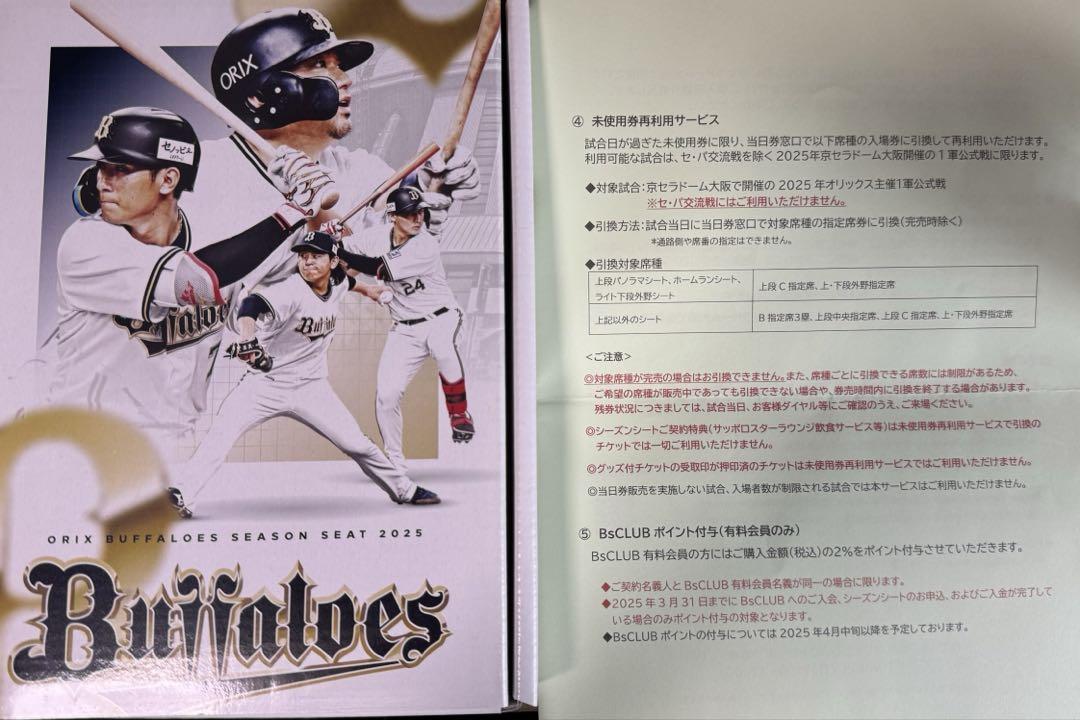 ORIX
B
B
セノッピー
Buffaloes
Buffaloes
24
ORIX BUFFALOES SEASON SEAT 2025
Buffaloes
④ 未使用券再利用サービス
試合日が過ぎた未使用券に限り、当日券窓口で以下席種の入場券に引換して再利用いただけます。
利用可能な試合は、セ・パ交流戦を除く2025年京セラドーム大阪開催の1軍公式戦に限ります。
◆対象試合：京セラドーム大阪で開催の 2025 年オリックス主催1軍公式戦
※セ・パ交流戦にはご利用いただけません。
◆引換方法：試合当日に当日券窓口で対象席種の指定席券に引換(完売時除く)
*通路側や席番の指定はできません。
◆引換対象席種
上段パノラマシート、ホームランシート、
ライト下段外野シート
上段C指定席、上・下段外野指定席
上記以外のシート
B指定席3塁、上段中央指定席、上段C指定席、上・下段外野指定席
<ご注意>
◎対象席種が完売の場合はお引換できません。また、席種ごとに引換できる席数には制限があるため、
ご希望の席種が販売中であっても引換できない場合や、券売時間内に引換を終了する場合があります。
残券状況につきましては、試合当日、お客様ダイヤル等にご確認のうえ、ご来場ください。
◎シーズンシートご契約特典(サッポロスターラウンジ飲食サービス等)は未使用券再利用サービスで引換の
チケットでは一切ご利用いただけません。
◎グッズ付チケットの受取印が押印済のチケットは未使用券再利用サービスではご利用いただけません。
◎当日券販売を実施しない試合、入場者数が制限される試合では本サービスはご利用いただけません。
⑤ BsCLUB ポイント付与(有料会員のみ)
BsCLUB 有料会員の方にはご購入金額(税込)の2%をポイント付与させていただきます。
◆ご契約名義人とBsCLUB有料会員名義が同一の場合に限ります。
◆2025年3月31日までにBsCLUBへのご入会、シーズンシートのお申込、およびご入金が完了して
いる場合のみポイント付与の対象となります。
◆BsCLUBポイントの付与については2025年4月中旬以降を予定しております。